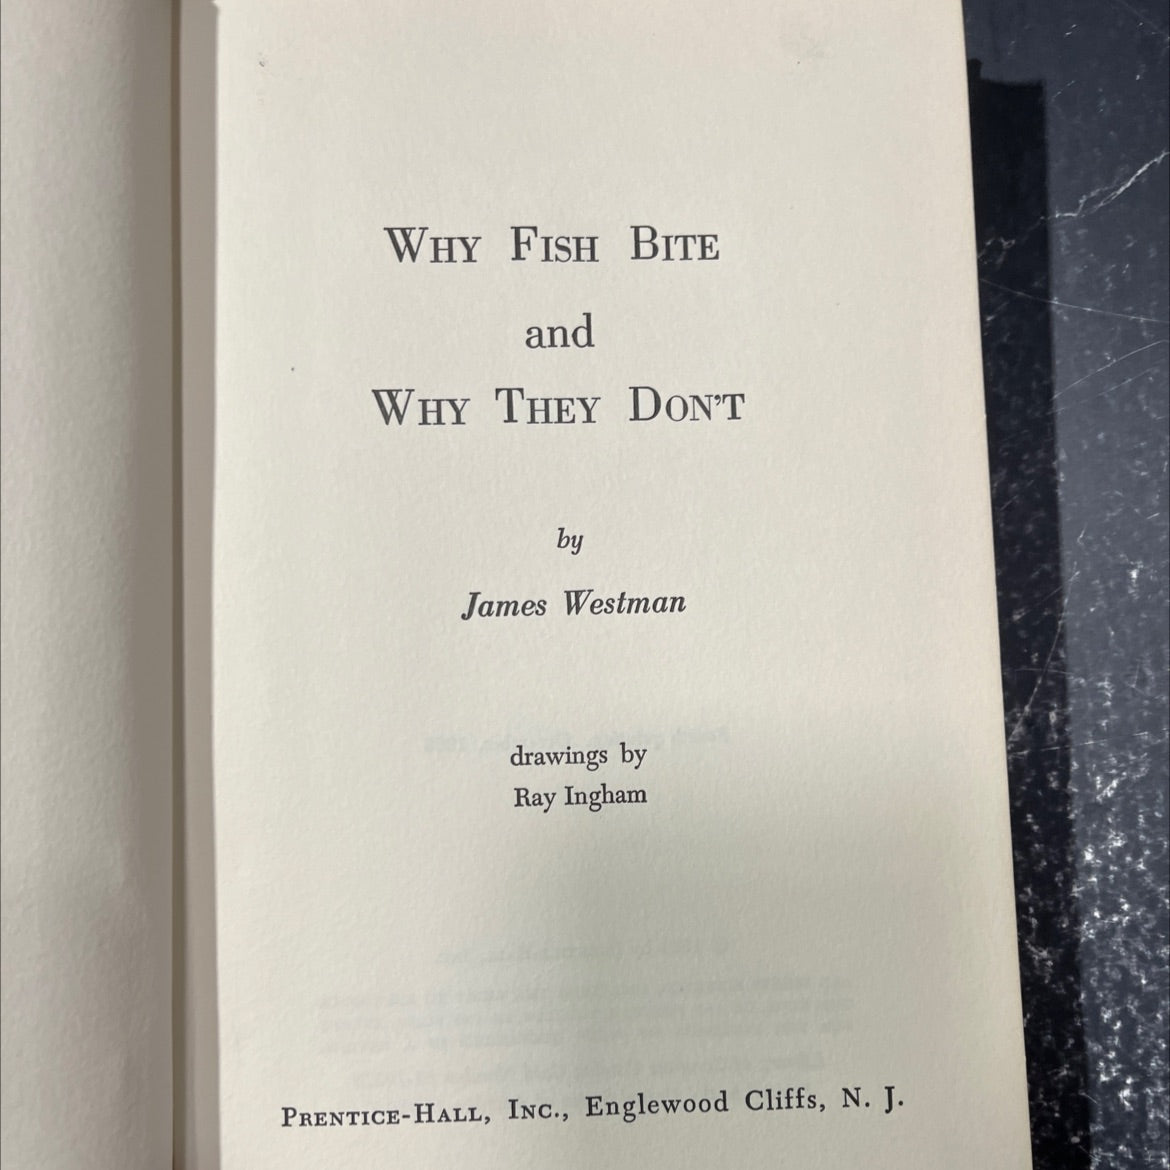 WHY FISH BITE
and
WHY THEY DON'T
by
James Westman
drawings by
Ray Ingham
PRENTICE-HALL, INC., Englewood Cliffs, N. J.